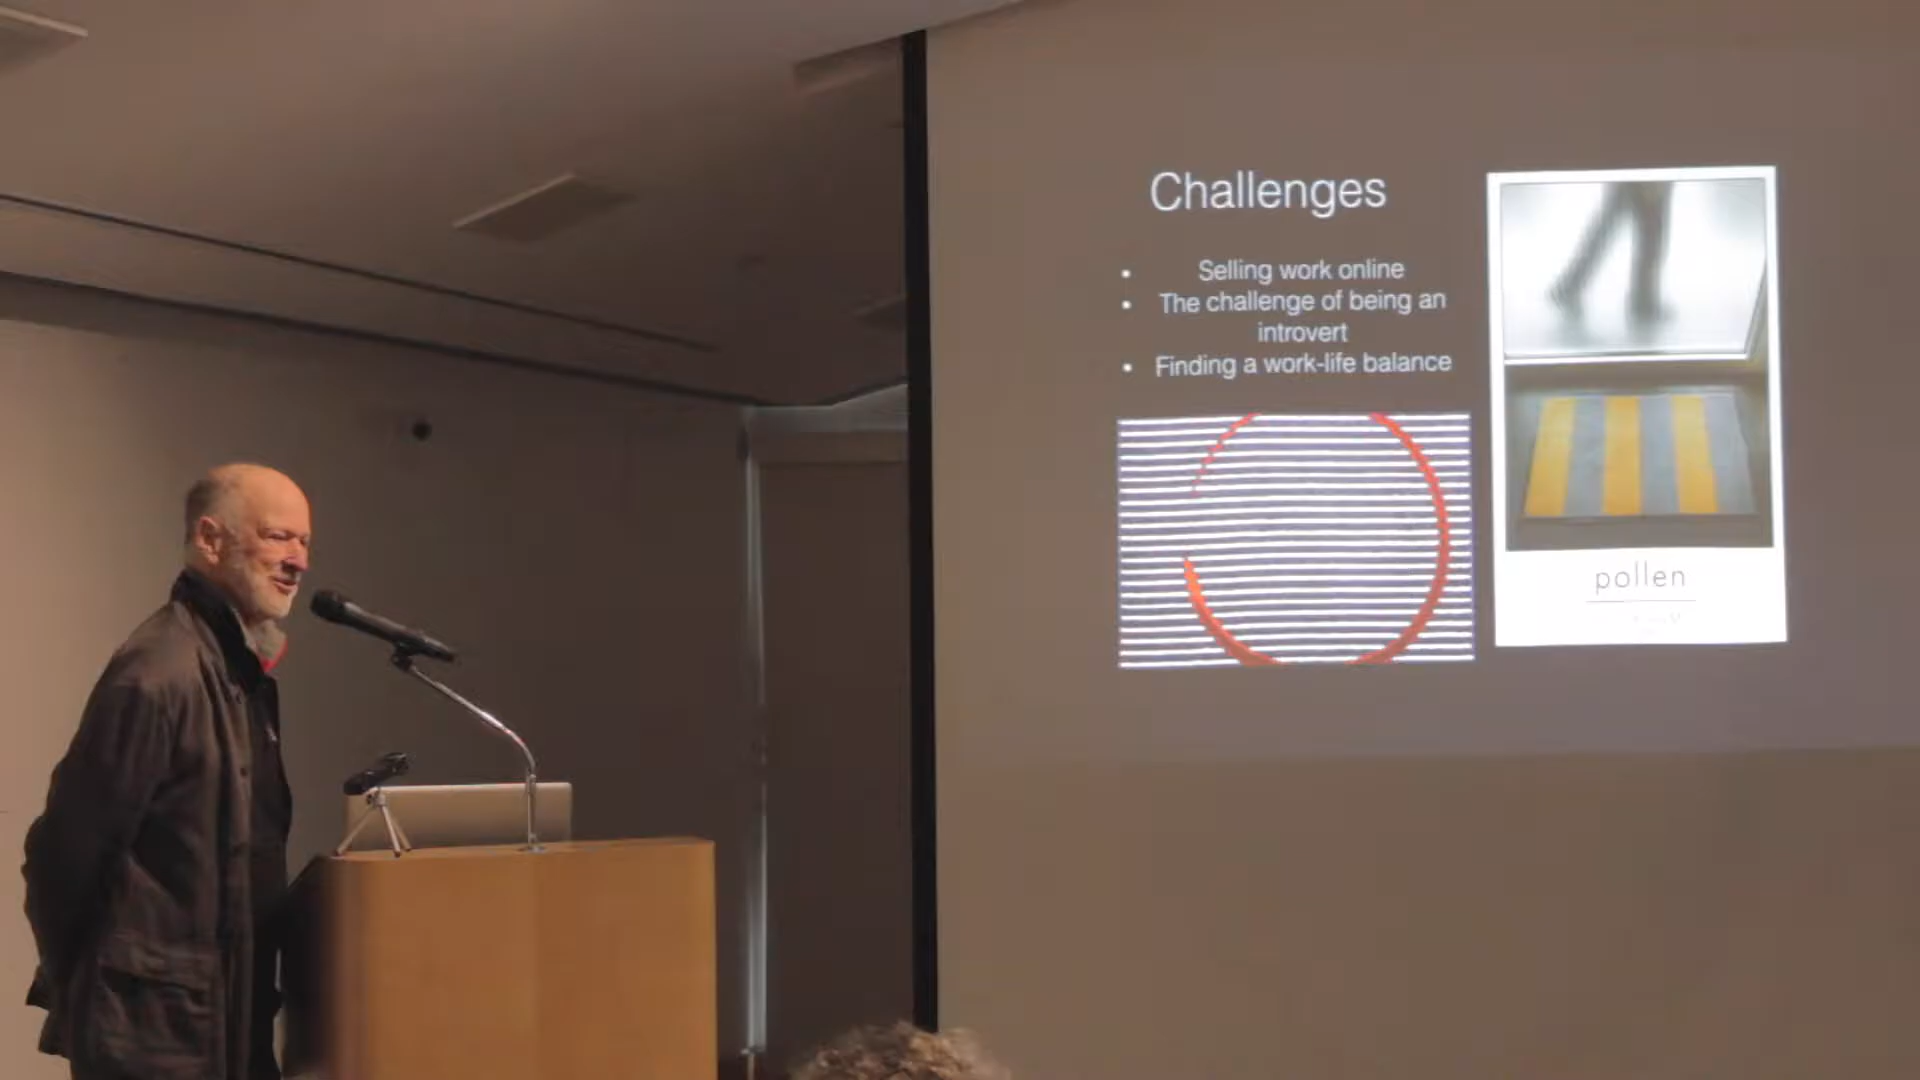 Challenges
• Selling work online
• The challenge of being an
introvert
• Finding a work-life balance
pollen